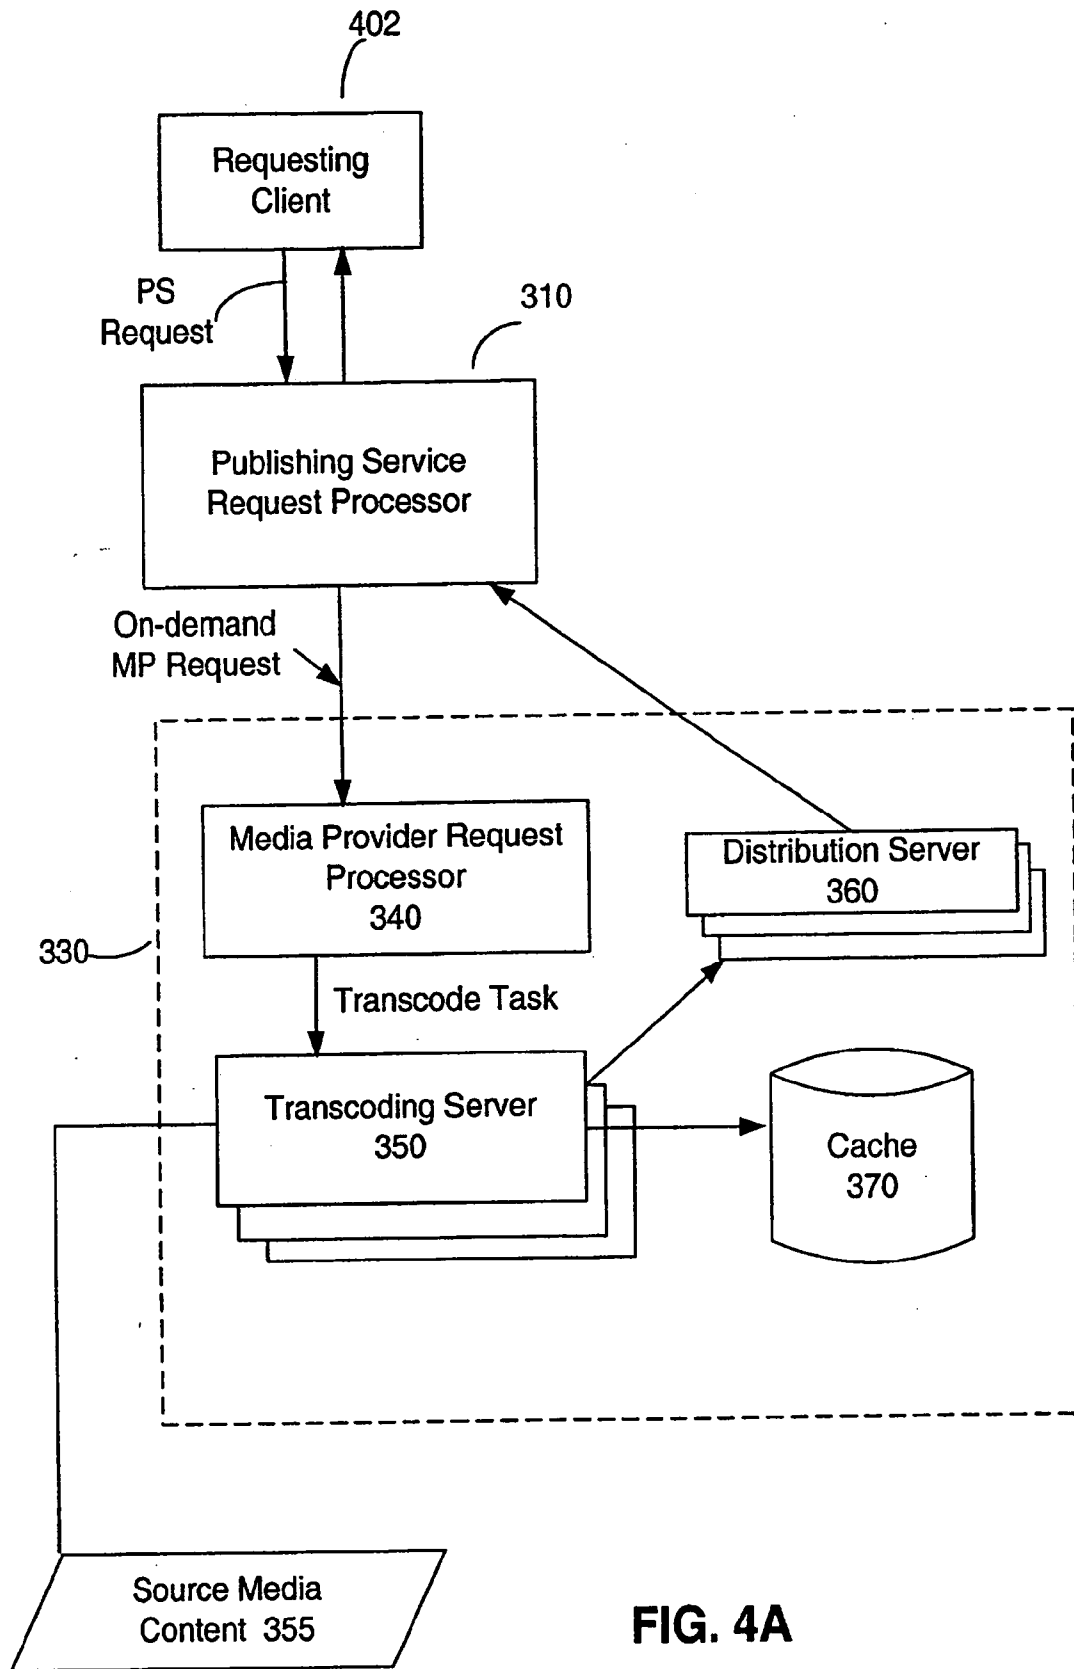 402
Requesting
Client
PS
Request
310
Publishing Service
Request Processor
On-demand
MP Request
Media Provider Request
Processor
340
Distribution Server
360
330
Transcode Task
Transcoding Server
350
Cache
370
Source Media
Content 355
FIG. 4A